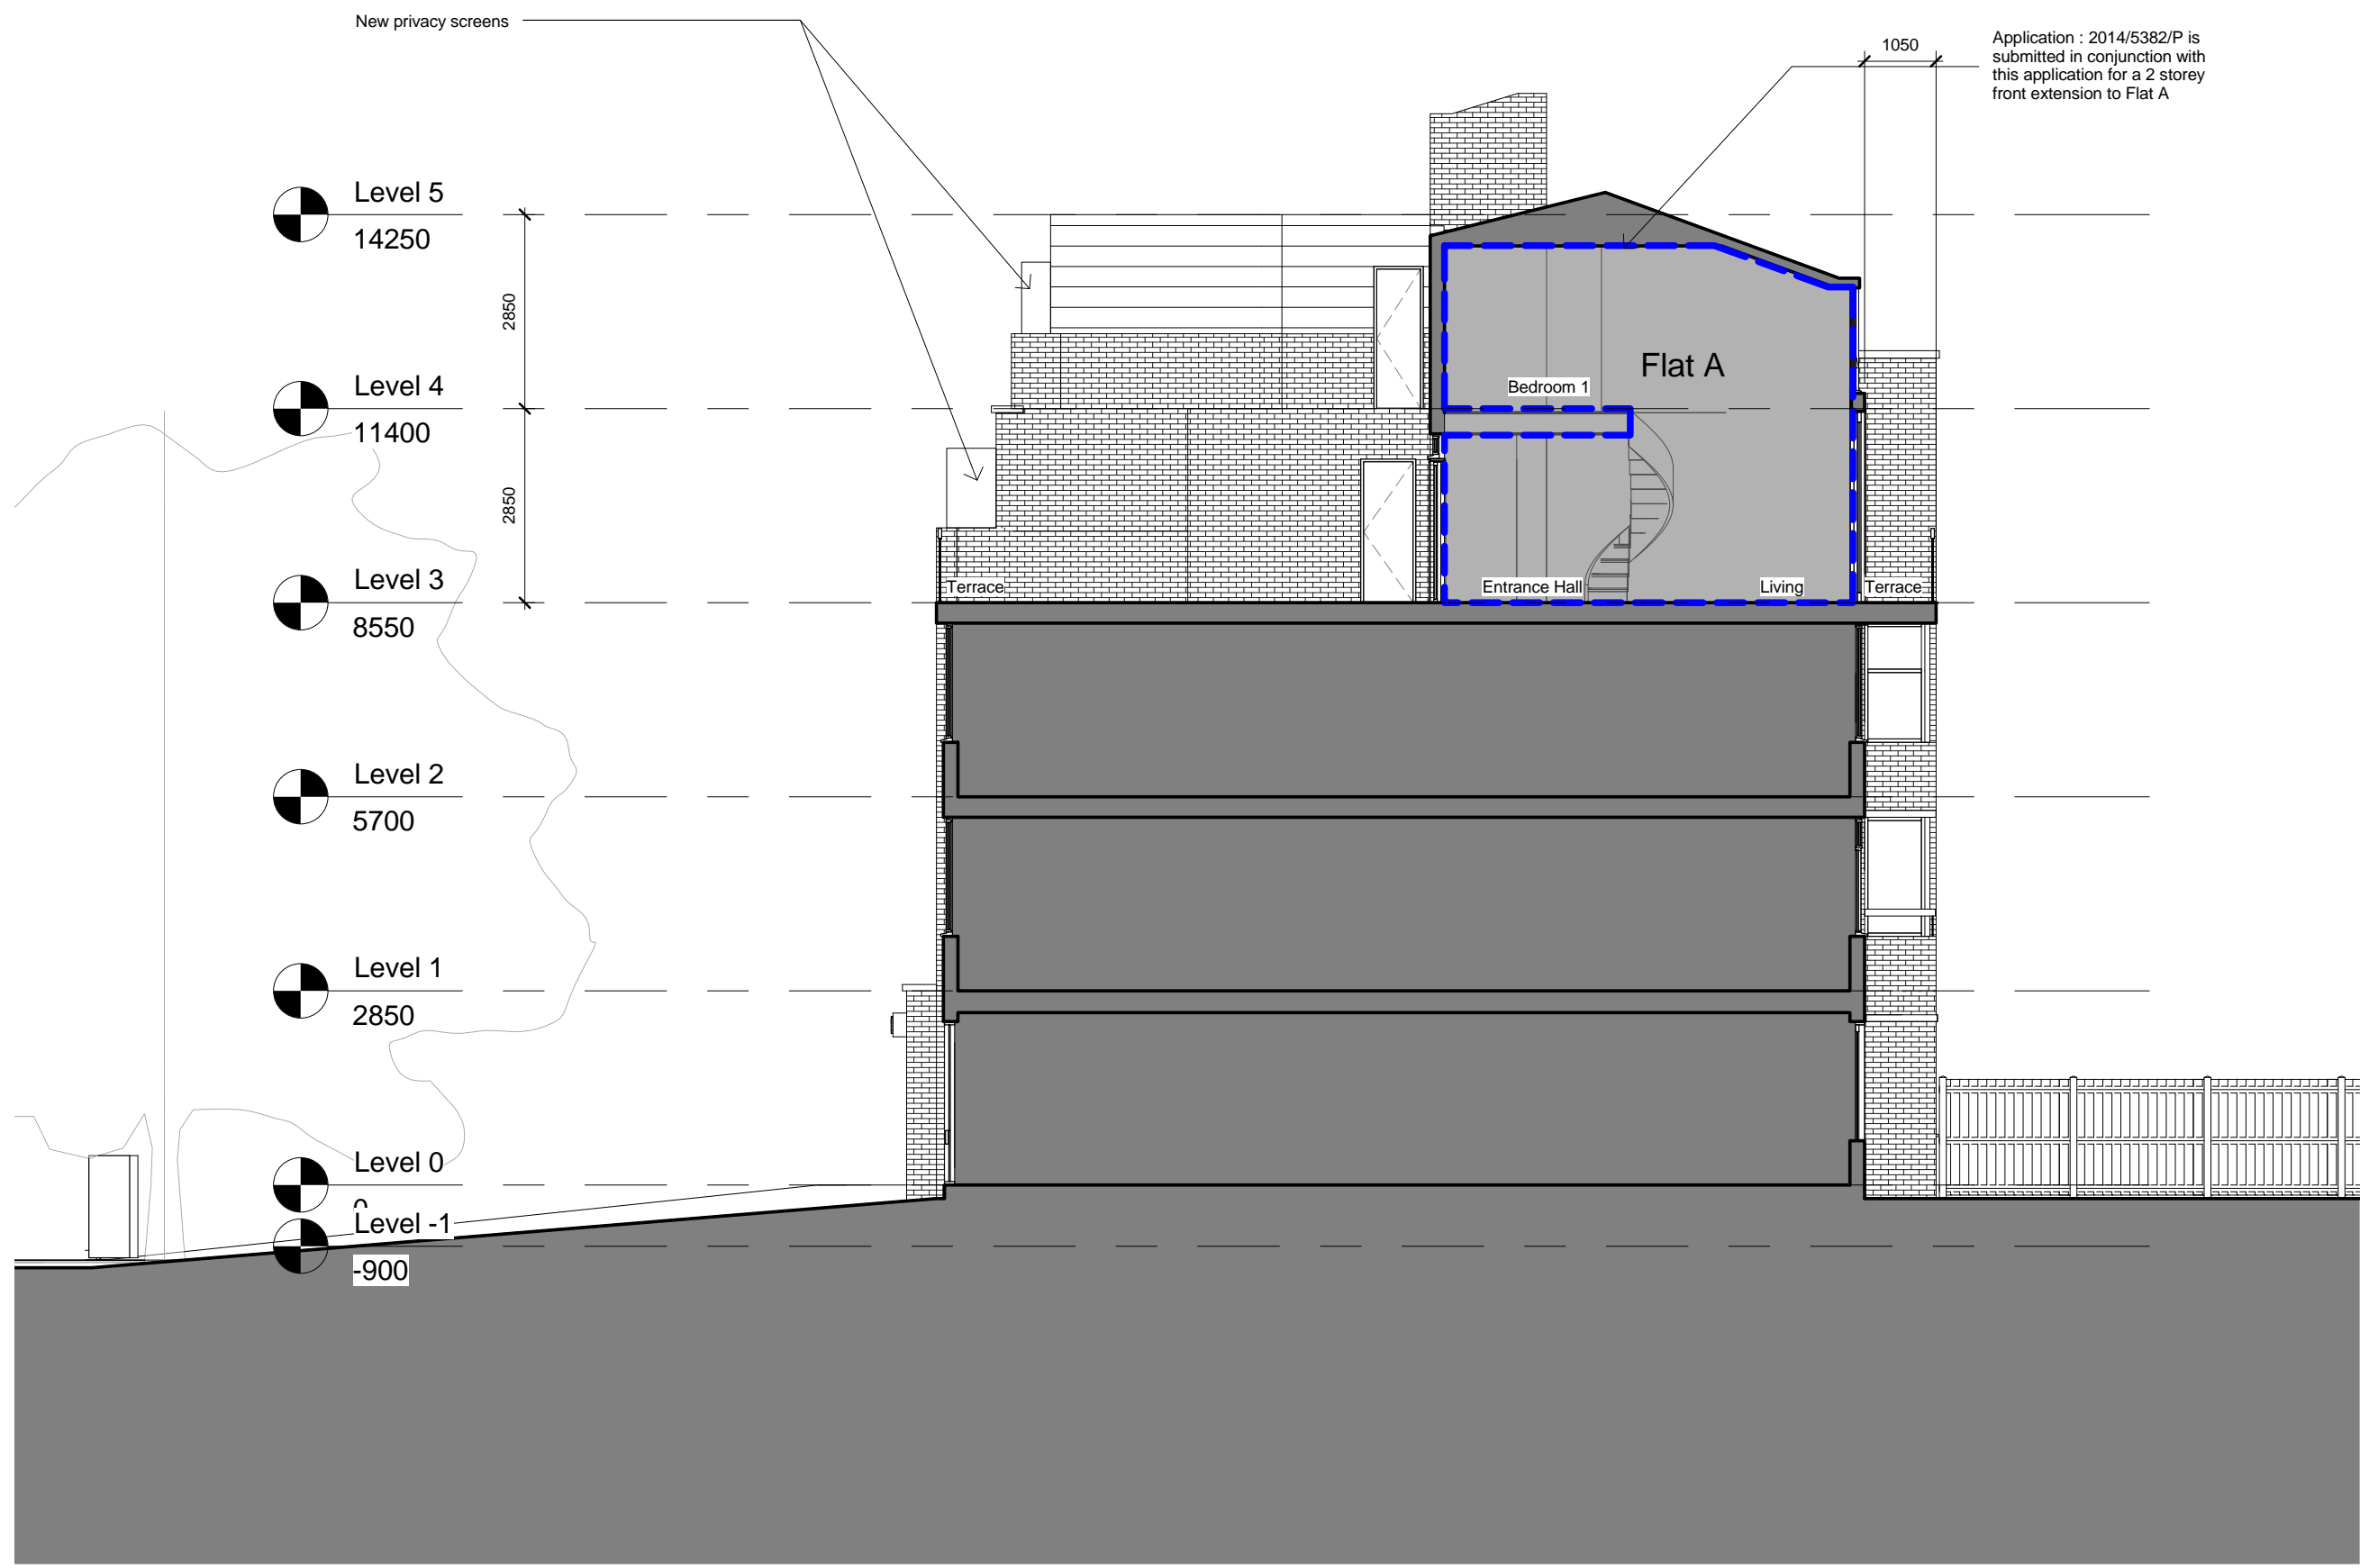 New privacy screens
1050
Application : 2014/5382/P is
submitted in conjunction with
this application for a 2 storey
front extension to Flat A
Level 5
14250
2850
Flat A
Level 4
11400
Bedroom 1
2850
Level 3
8550
Terrace
Entrance Hall
Living
Terrace
Level 2
5700
Level 1
2850
Level 0
0
Level -1
-900